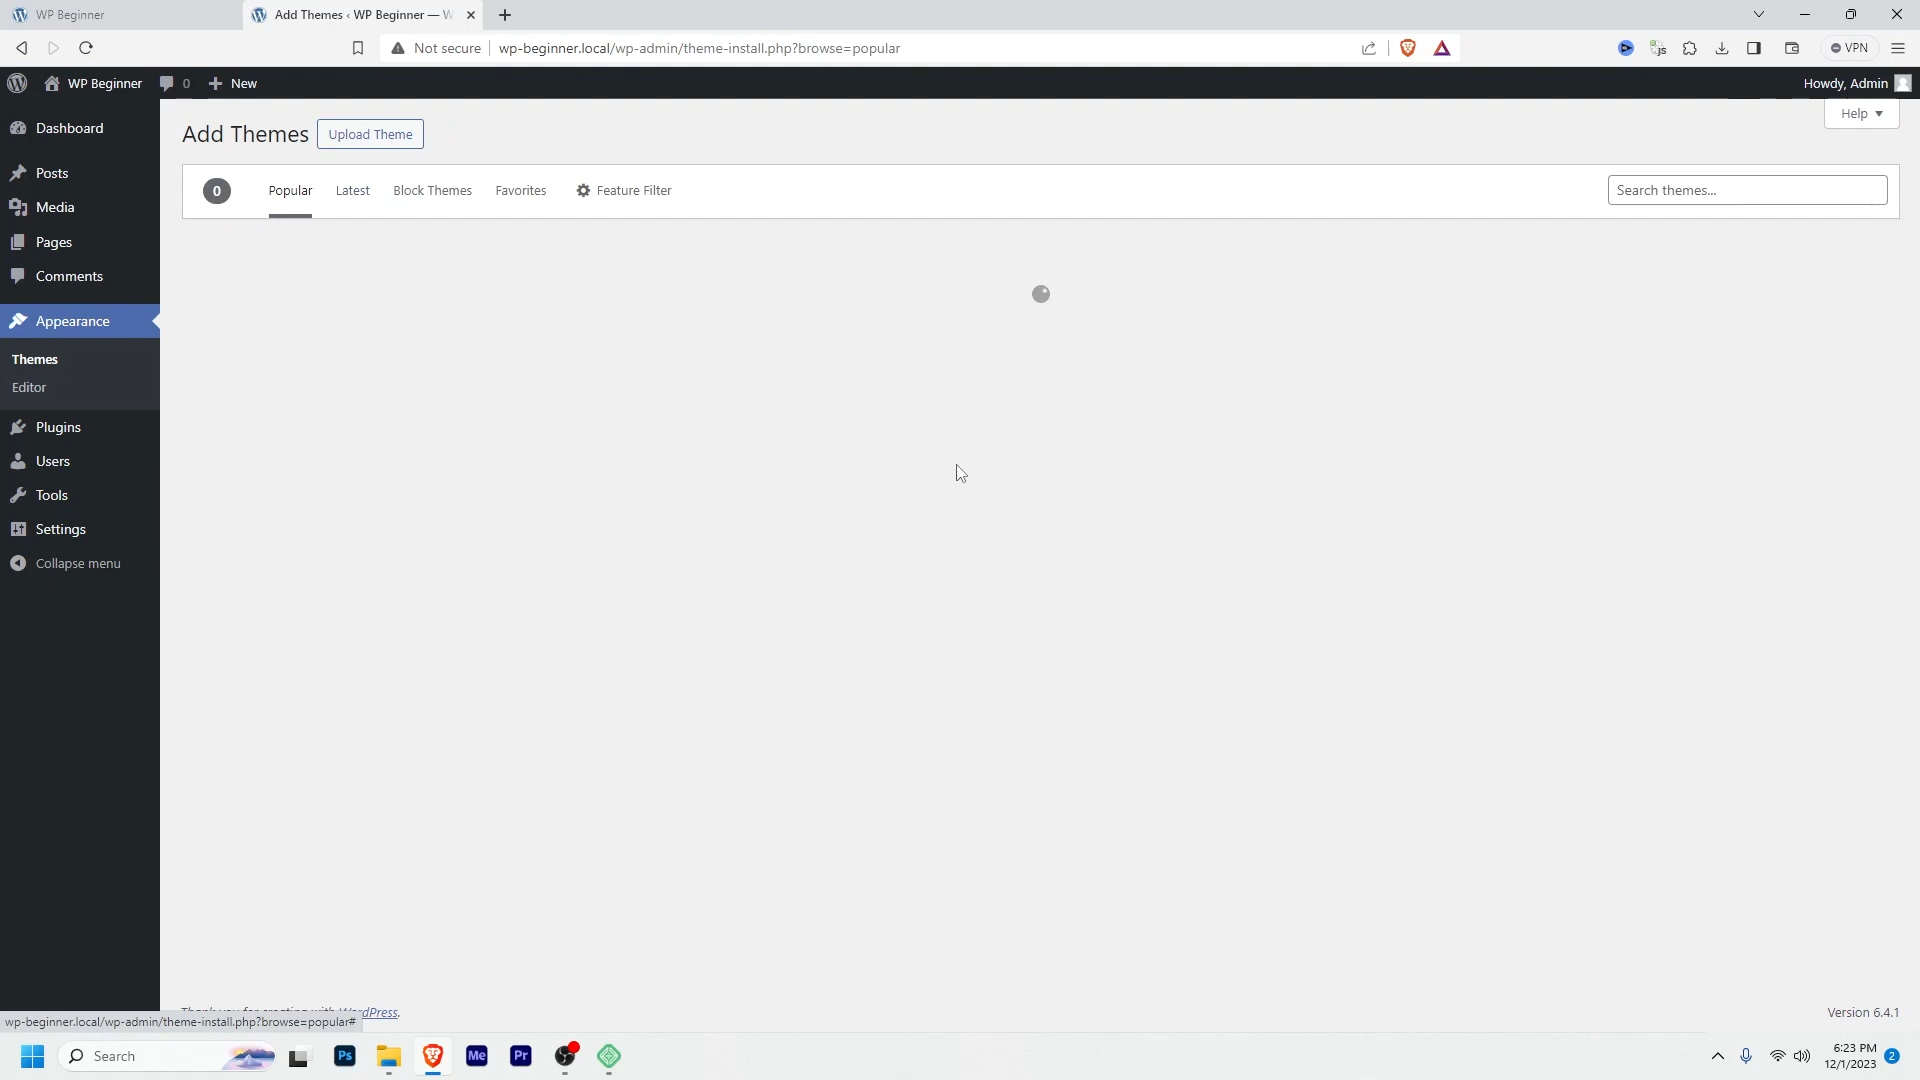 WP Beginner
Add Themes ‹ WP Beginner — W
Not secure
wp-beginner.local/wp-admin/theme-install.php?browse=popular
VPN
WP Beginner
0
New
Howdy, Admin
Dashboard
Posts
Media
Pages
Comments
Appearance
Themes
Editor
Plugins
Users
Tools
Settings
Collapse menu
Add Themes
Upload Theme
Help
0
Popular
Latest
Block Themes
Favorites
Feature Filter
Search themes...
Thank you for creating with WordPress.
Version 6.4.1
wp-beginner.local/wp-admin/theme-install.php?browse=popular#
Search
Ps
Me
Pr
6:23 PM
12/1/2023
2